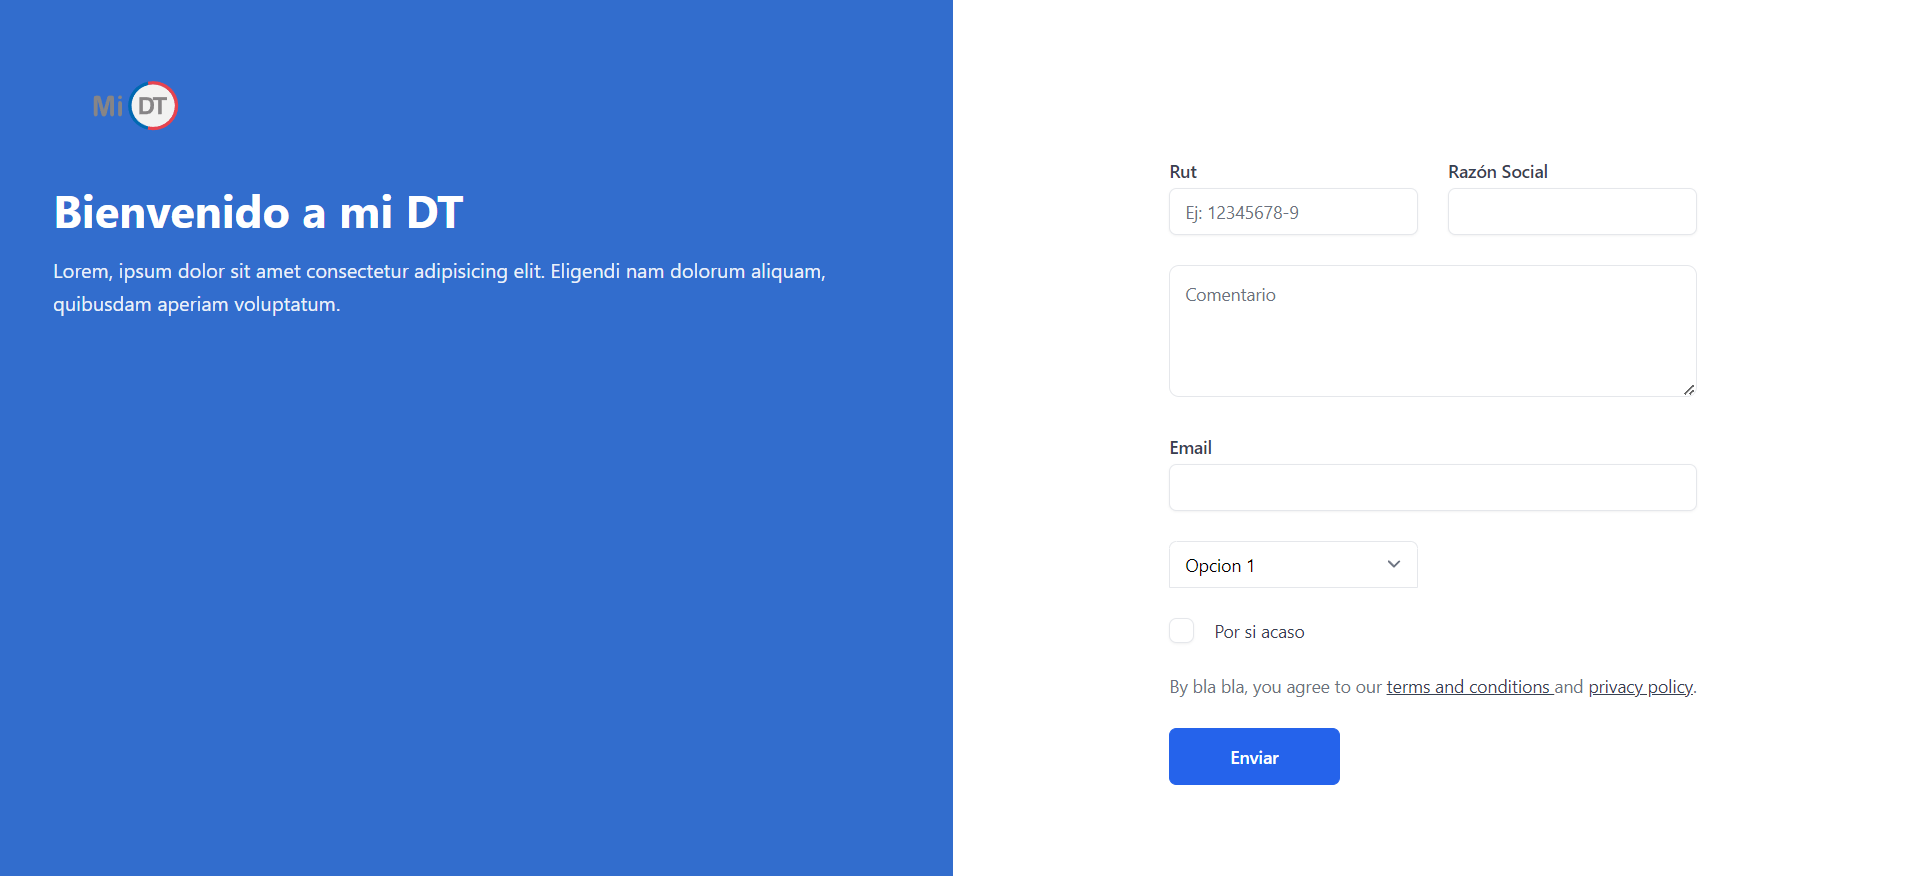 Mi DT
Bienvenido a mi DT
Lorem, ipsum dolor sit amet consectetur adipisicing elit. Eligendi nam dolorum aliquam,
quibusdam aperiam voluptatum.
Rut
Razón Social
Ej: 12345678-9
Comentario
Email
Opcion 1
Por si acaso
By bla bla, you agree to our terms and conditions and privacy policy.
Enviar